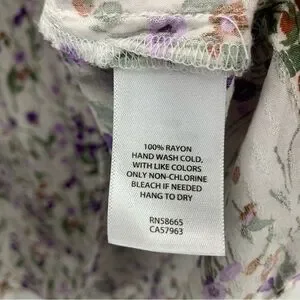 100% RAYON
HAND WASH COLD,
WITH LIKE COLORS
ONLY NON-CHLORINE
BLEACH IF NEEDED
HANG TO DRY
RN58665
CA57963